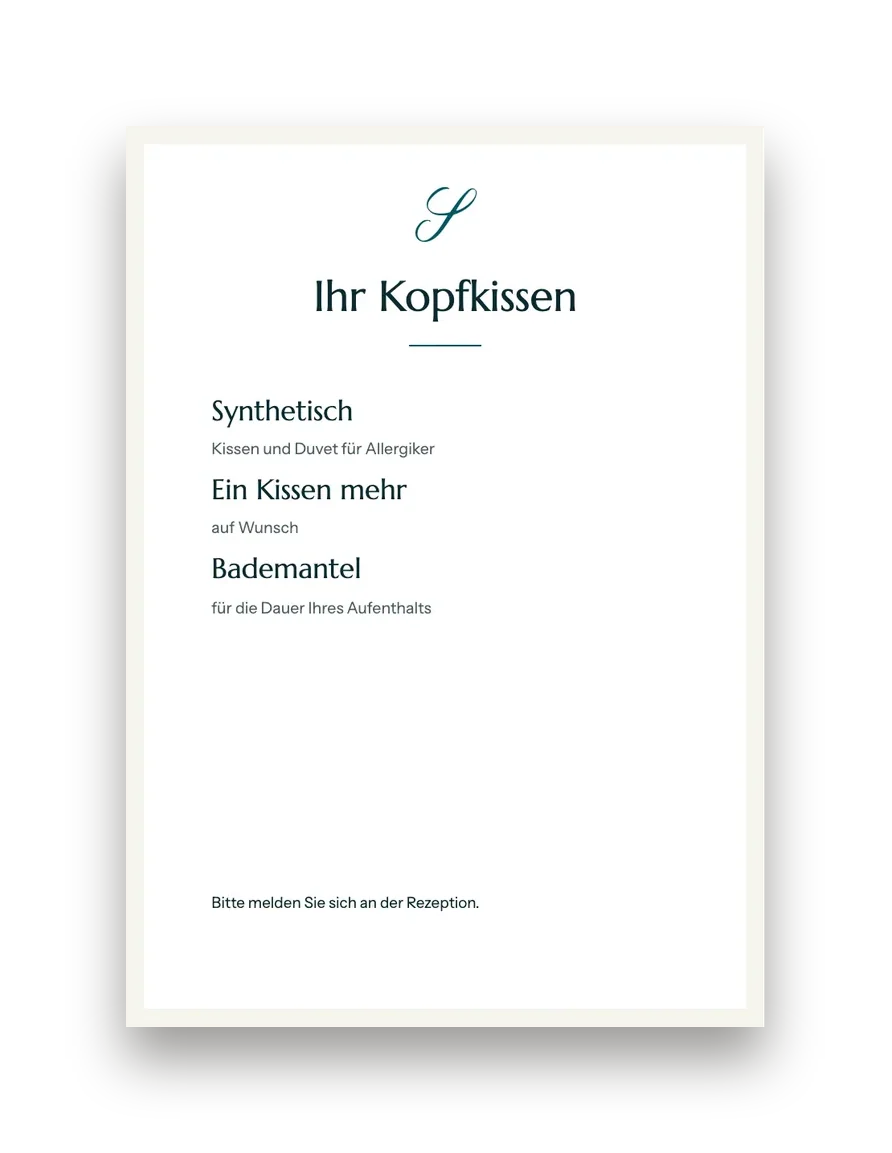 S
Ihr Kopfkissen
Synthetisch
Kissen und Duvet für Allergiker
Ein Kissen mehr
auf Wunsch
Bademantel
für die Dauer Ihres Aufenthalts
Bitte melden Sie sich an der Rezeption.